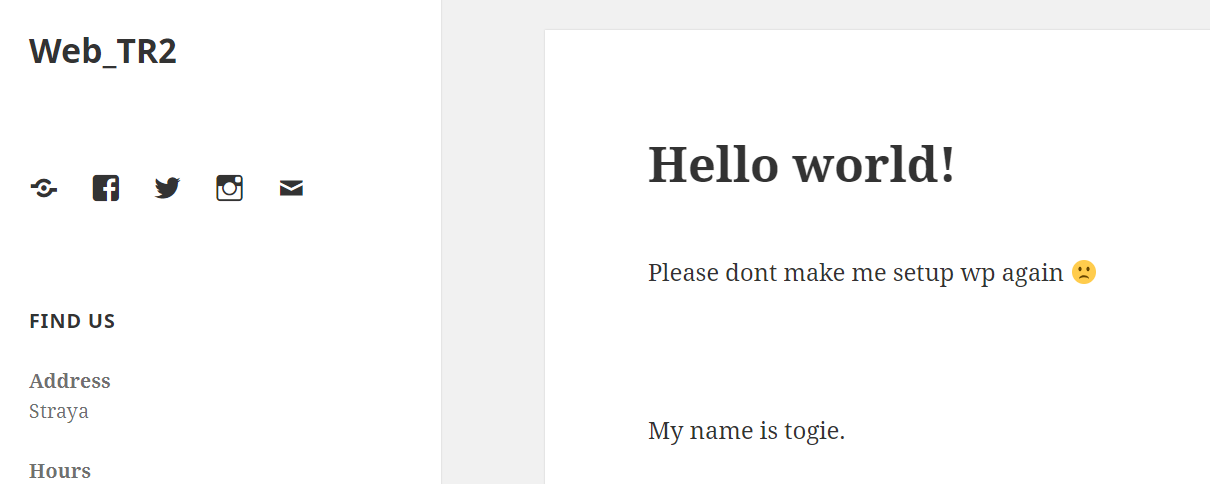 Web_TR2
FIND US
Address
Straya
Hours
Hello world!
Please dont make me setup wp again 🙁
My name is togie.